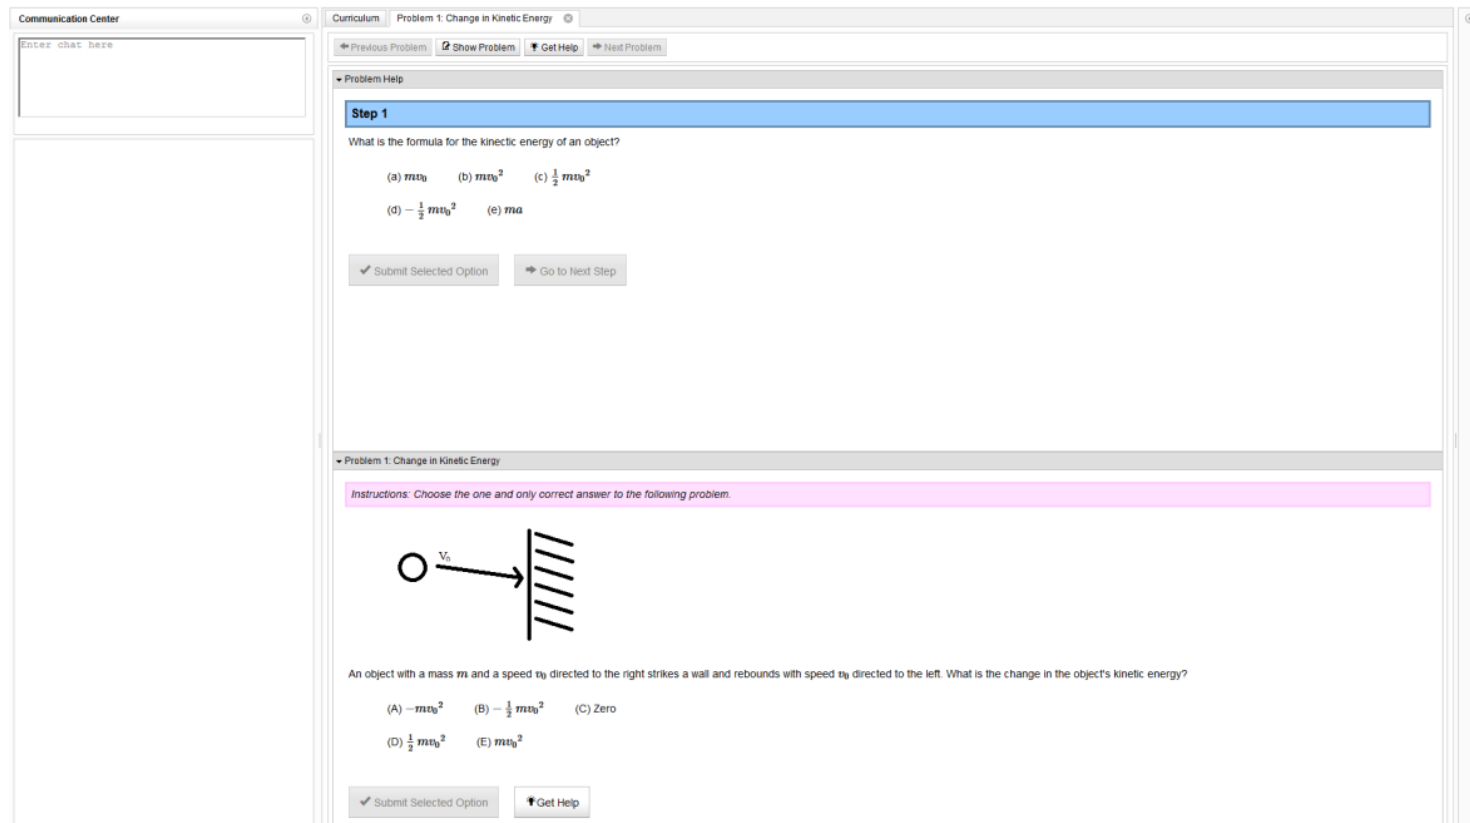 Communication Center
Enter chat here
Curriculum Problem 1: Change in Kinetic Energy
Previous Problem Show Problem Get Help Next Problem
Problem Help
Step 1
What is the formula for the kinectic energy of an object?
(a) mv₀ (b) mv₀² (c) ½ mv₀²
(d) − ½ mv₀² (e) ma
Submit Selected Option Go to Next Step
Problem 1: Change in Kinetic Energy
Instructions: Choose the one and only correct answer to the following problem.
V₀
An object with a mass m and a speed v₀ directed to the right strikes a wall and rebounds with speed v₀ directed to the left. What is the change in the object's kinetic energy?
(A) −mv₀² (B) − ½ mv₀² (C) Zero
(D) ½ mv₀² (E) mv₀²
Submit Selected Option Get Help